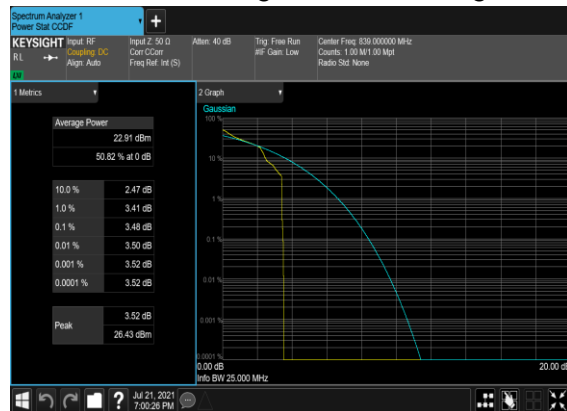 Spectrum Analyzer 1
Power Stat CCDF
+
KEYSIGHT Input: RF Input Z: 50 Ω Atten: 40 dB Trig: Free Run Center Freq: 839.000000 MHz
RL Coupling: DC Corr CCorr #IF Gain: Low Counts: 1.00 M/1.00 Mpt
Align: Auto Freq Ref: Int (S) Radio Std: None
1 Metrics
2 Graph
Gaussian
Average Power
22.91 dBm
50.82 % at 0 dB
10.0 % 2.47 dB
1.0 % 3.41 dB
0.1 % 3.48 dB
0.01 % 3.50 dB
0.001 % 3.52 dB
0.0001 % 3.52 dB
Peak 3.52 dB
26.43 dBm
100 %
10 %
1 %
0.1 %
0.01 %
0.001 %
0.0001 %
0.00 dB 20.00 dB
Info BW 25.000 MHz
? Jul 21, 2021
7:00:26 PM